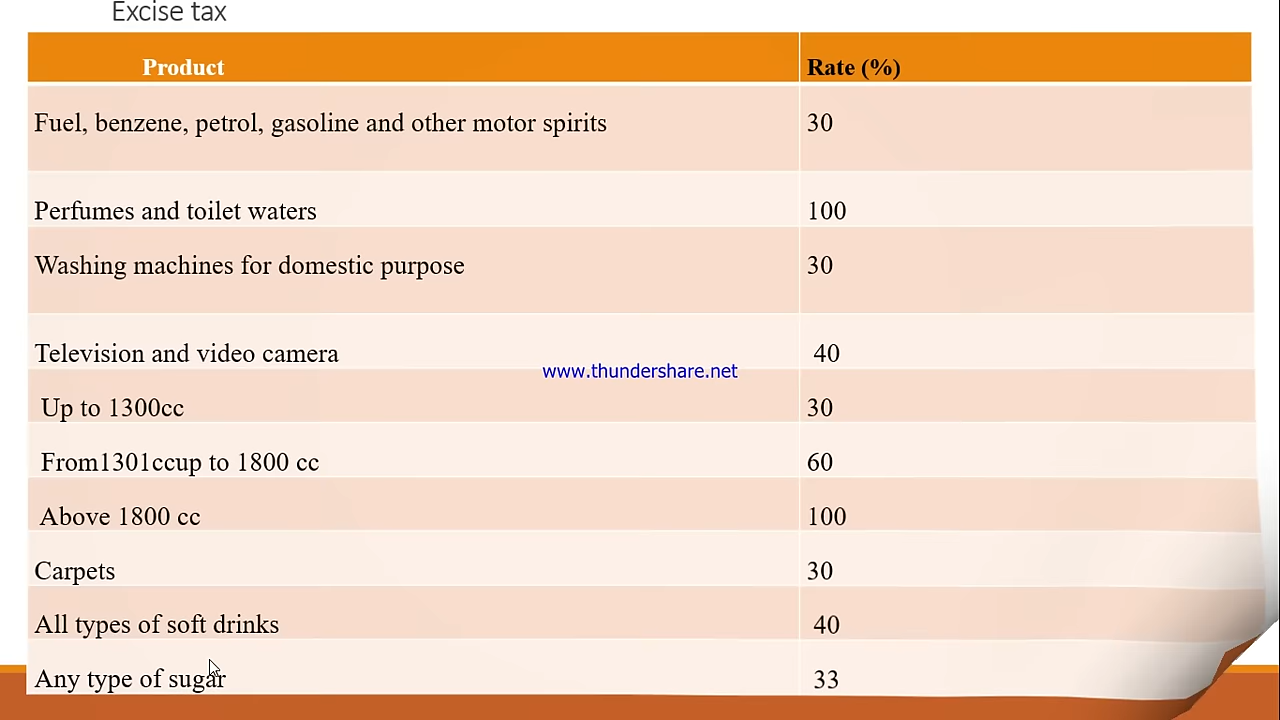 Excise tax
Product Rate (%)
Fuel, benzene, petrol, gasoline and other motor spirits 30
Perfumes and toilet waters 100
Washing machines for domestic purpose 30
Television and video camera 40
www.thundershare.net
Up to 1300cc 30
From1301ccup to 1800 cc 60
Above 1800 cc 100
Carpets 30
All types of soft drinks 40
Any type of sugar 33